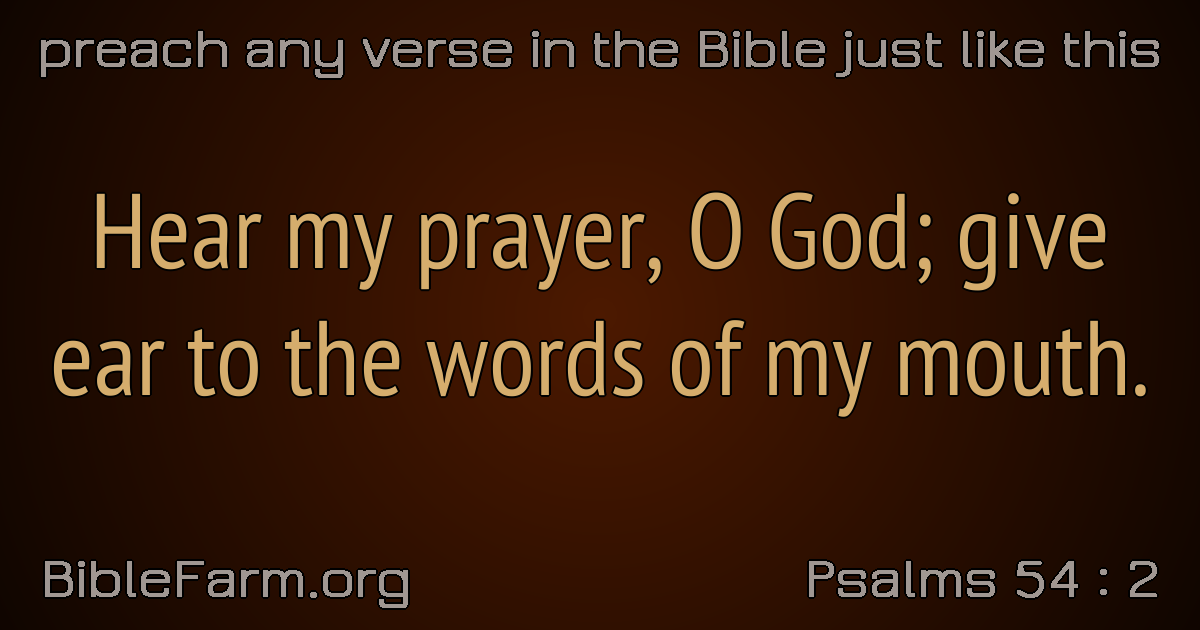 preach any verse in the Bible just like this
Hear my prayer, O God; give
ear to the words of my mouth.
BibleFarm.org
Psalms 54 : 2